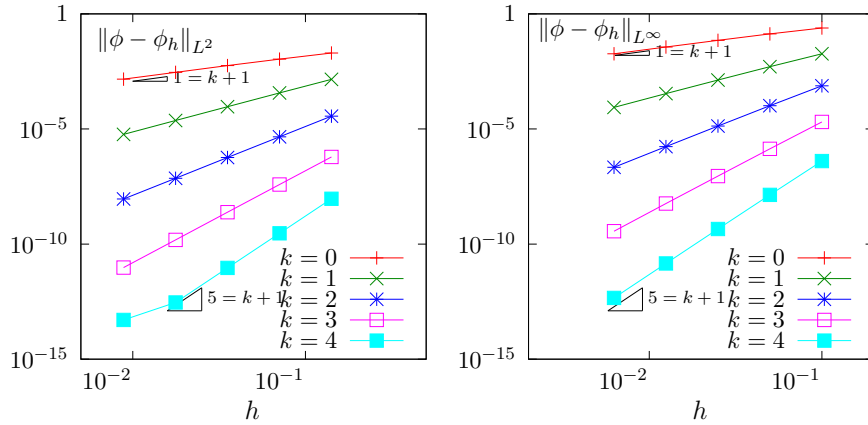 ‖ϕ − ϕ_h‖_{L^2}
1 = k + 1
5 = k + 1
1
10^{-5}
10^{-10}
10^{-15}
10^{-2}
10^{-1}
h
k = 0
k = 1
k = 2
k = 3
k = 4
‖ϕ − ϕ_h‖_{L^∞}
1 = k + 1
5 = k + 1
1
10^{-5}
10^{-10}
10^{-15}
10^{-2}
10^{-1}
h
k = 0
k = 1
k = 2
k = 3
k = 4